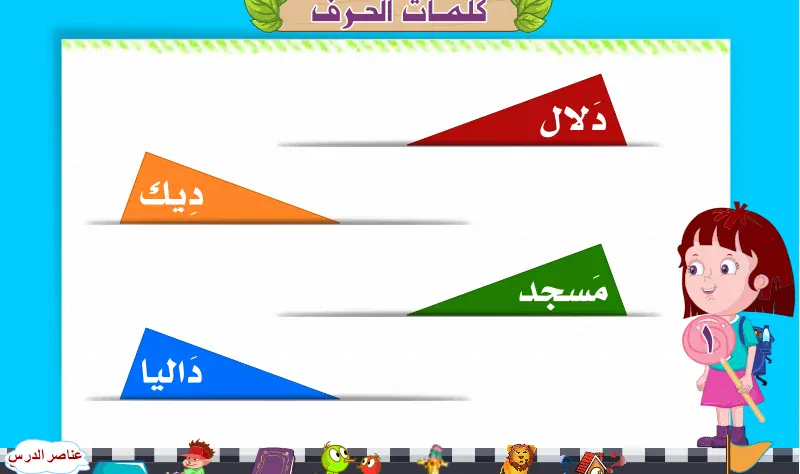 كلمات الحرف
دَلال
دِيك
مَسجد
دَاليا
١
عناصر الدرس